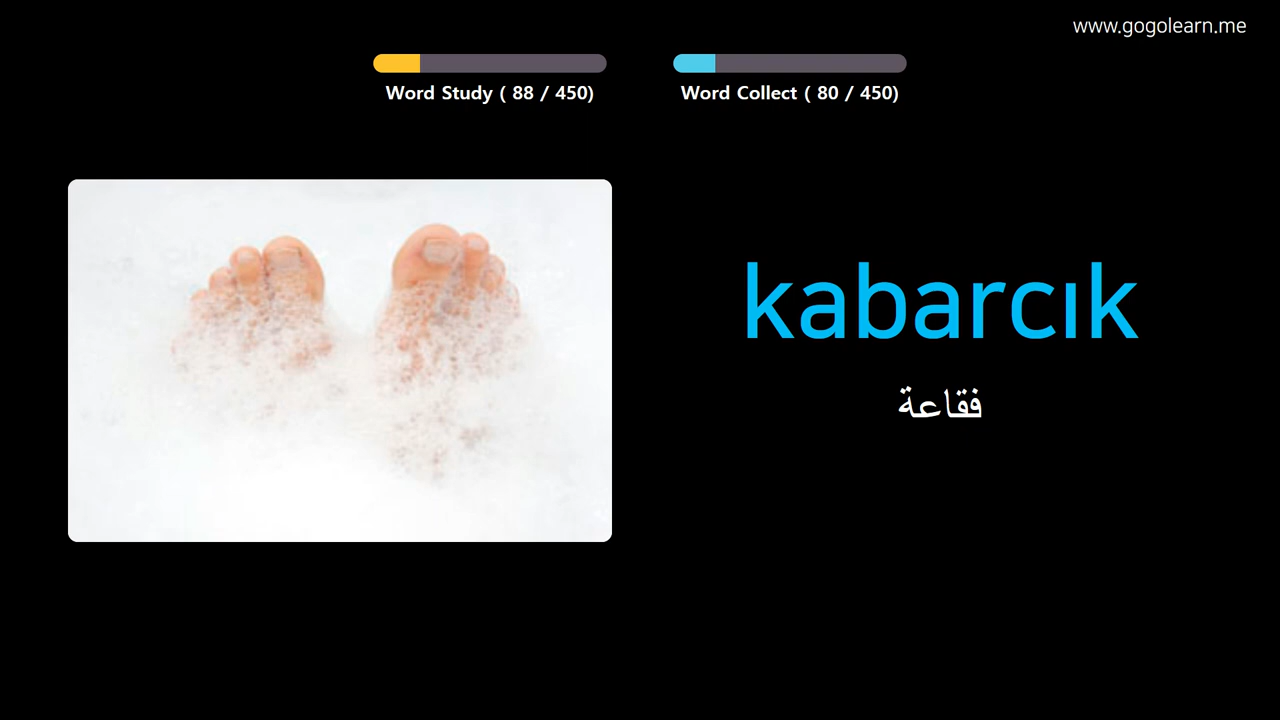 www.gogolearn.me
Word Study ( 88 / 450)
Word Collect ( 80 / 450)
kabarcık
فقاعة